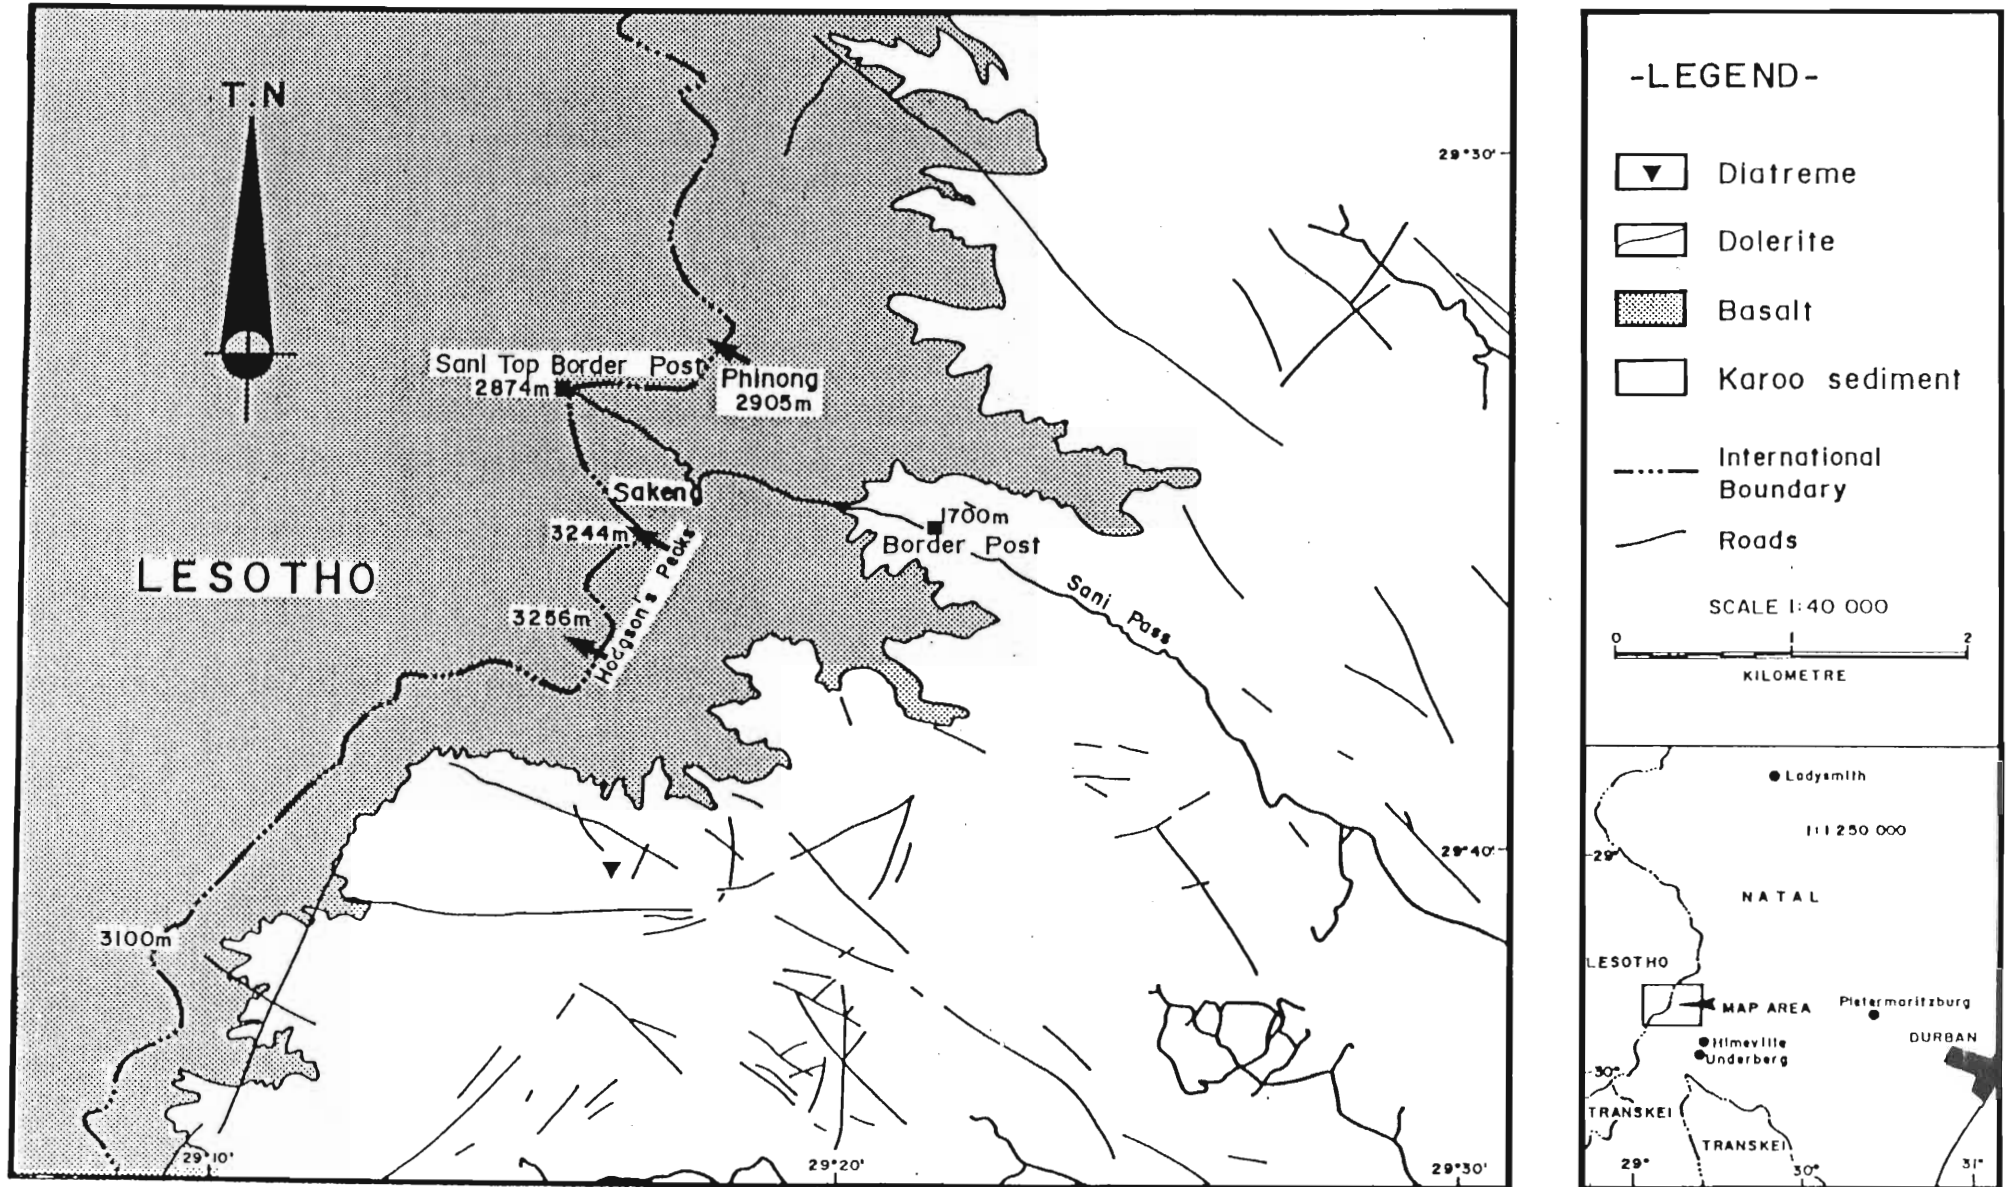 T.N
29°30'
Sani Top Border Post
2874m
Phinong
2905m
Sakeng
1700m
Border Post
3244m
LESOTHO
Hodgson's Peaks
Sani Pass
3256m
29°40'
3100m
29°10'
29°20'
29°30'
-LEGEND-
Diatreme
Dolerite
Basalt
Karoo sediment
International
Boundary
Roads
SCALE 1:40 000
0 1 2
KILOMETRE
Ladysmith
1:1 250 000
29°
NATAL
LESOTHO
MAP AREA
Pietermaritzburg
DURBAN
Himeville
Underberg
30°
TRANSKEI
TRANSKEI
29° 30° 31°